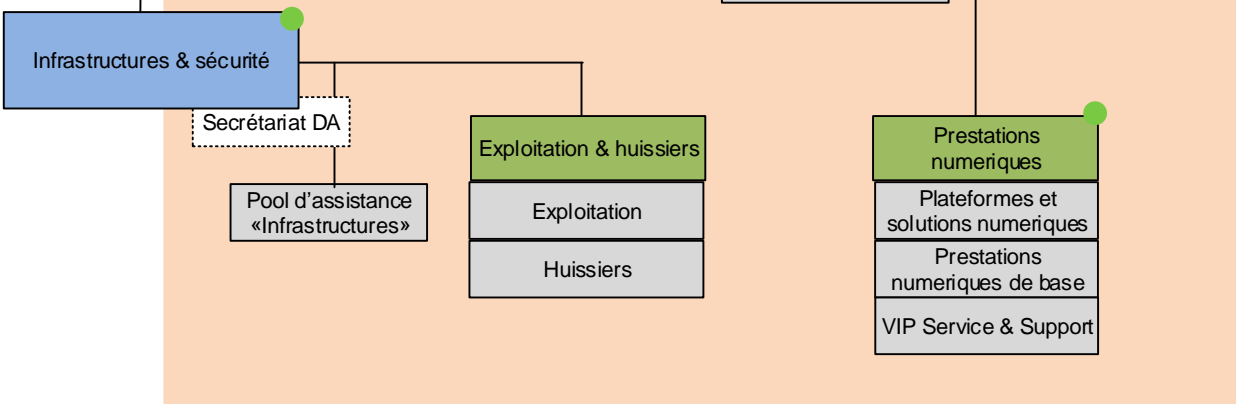 Infrastructures & sécurité
Secrétariat DA
Pool d'assistance
«Infrastructures»
Exploitation & huissiers
Exploitation
Huissiers
Prestations
numeriques
Plateformes et
solutions numeriques
Prestations
numeriques de base
VIP Service & Support